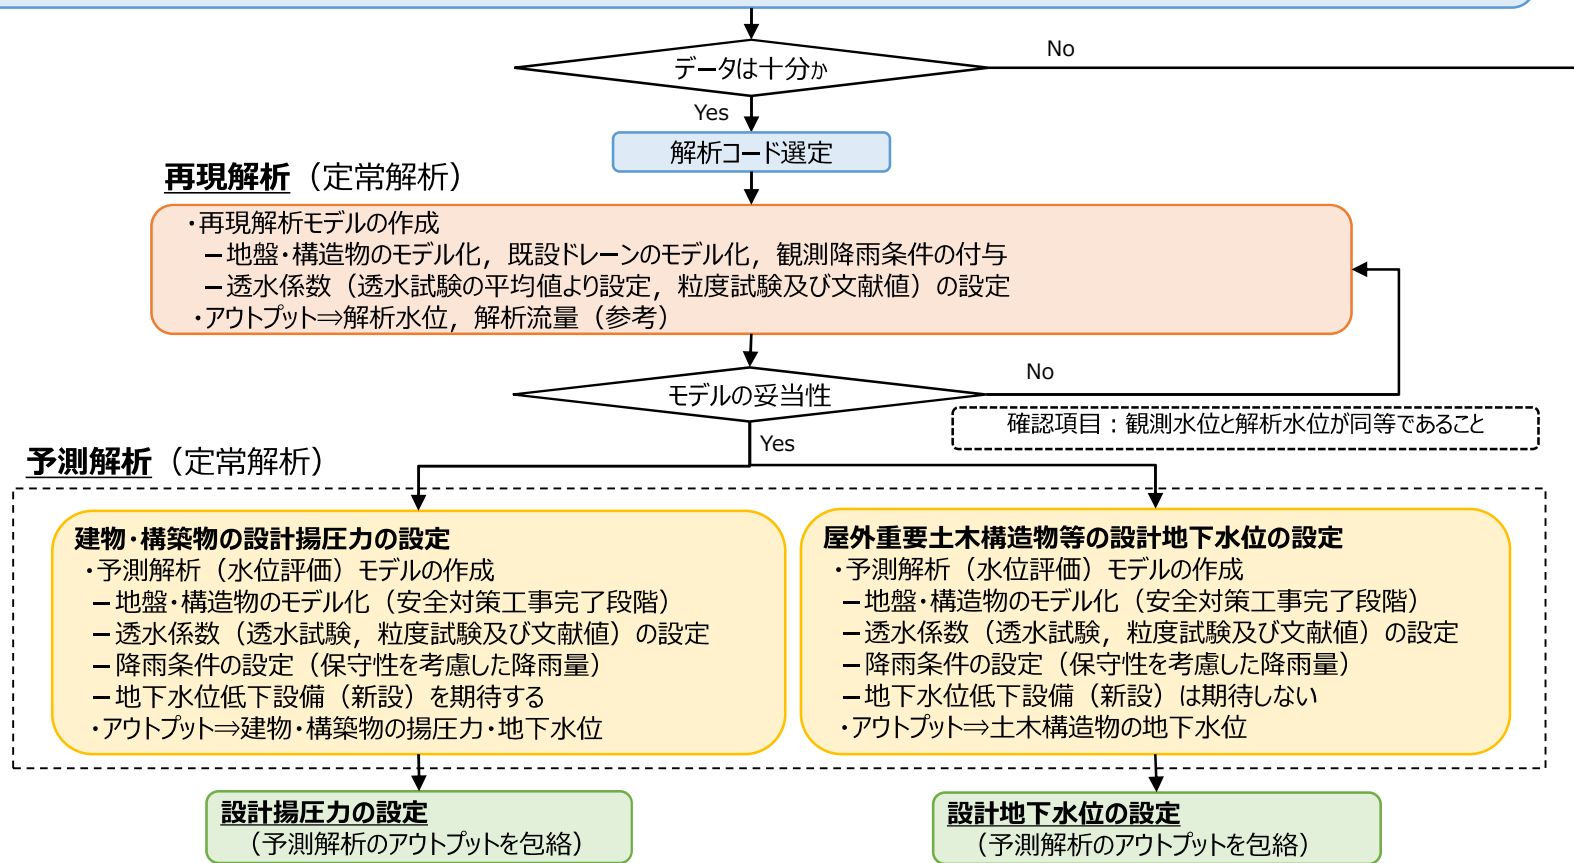 データは十分か
No
Yes
解析コード選定
再現解析（定常解析）
・再現解析モデルの作成
－地盤・構造物のモデル化，既設ドレーンのモデル化，観測降雨条件の付与
－透水係数（透水試験の平均値より設定，粒度試験及び文献値）の設定
・アウトプット⇒解析水位，解析流量（参考）
モデルの妥当性
No
確認項目：観測水位と解析水位が同等であること
Yes
予測解析（定常解析）
建物・構築物の設計揚圧力の設定
・予測解析（水位評価）モデルの作成
－地盤・構造物のモデル化（安全対策工事完了段階）
－透水係数（透水試験，粒度試験及び文献値）の設定
－降雨条件の設定（保守性を考慮した降雨量）
－地下水位低下設備（新設）を期待する
・アウトプット⇒建物・構築物の揚圧力・地下水位
屋外重要土木構造物等の設計地下水位の設定
・予測解析（水位評価）モデルの作成
－地盤・構造物のモデル化（安全対策工事完了段階）
－透水係数（透水試験，粒度試験及び文献値）の設定
－降雨条件の設定（保守性を考慮した降雨量）
－地下水位低下設備（新設）は期待しない
・アウトプット⇒土木構造物の地下水位
設計揚圧力の設定
（予測解析のアウトプットを包絡）
設計地下水位の設定
（予測解析のアウトプットを包絡）